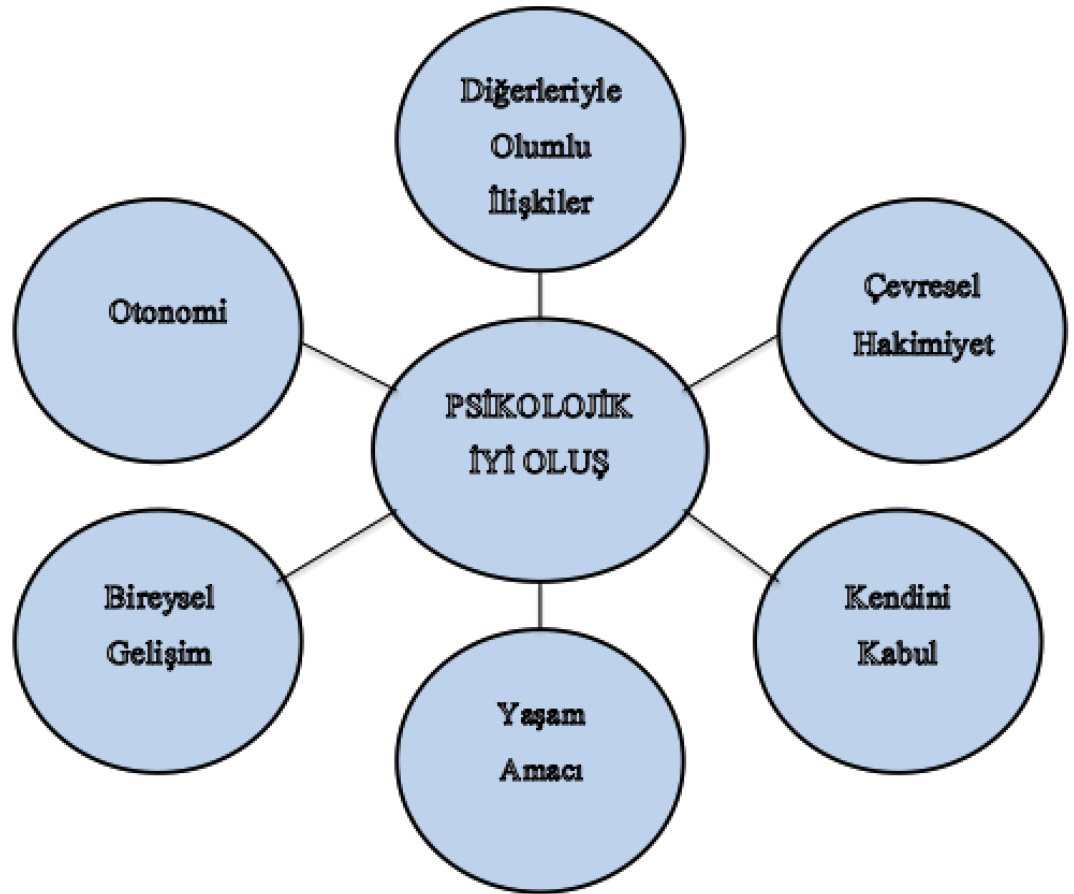 Diğerleriyle
Olumlu
İlişkiler
Otonomi
Çevresel
Hakimiyet
PSİKOLOJİK
İYİ OLUŞ
Bireysel
Gelişim
Kendini
Kabul
Yaşam
Amacı